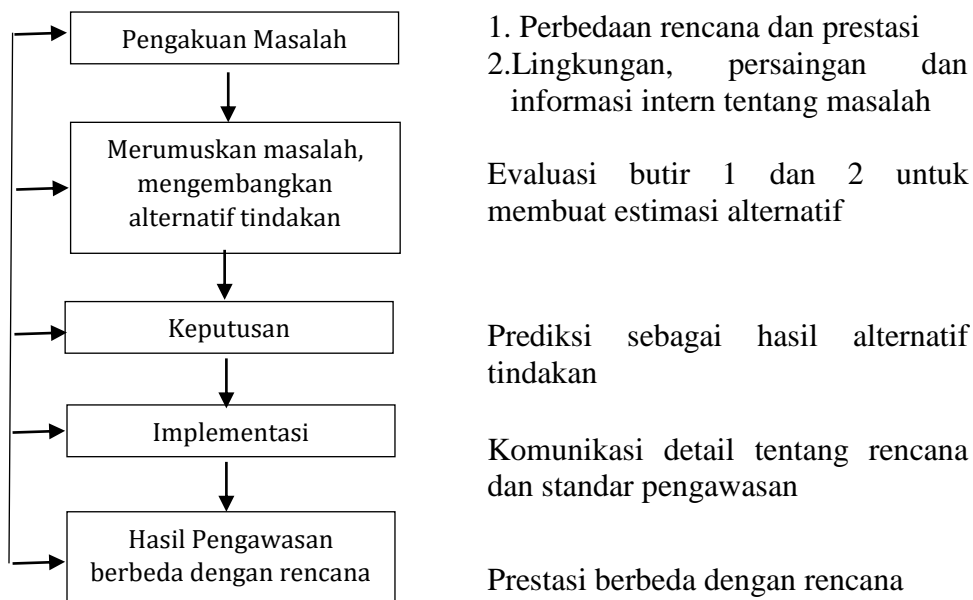 Pengakuan Masalah
1. Perbedaan rencana dan prestasi
2.Lingkungan, persaingan dan
informasi intern tentang masalah
Merumuskan masalah,
mengembangkan
alternatif tindakan
Evaluasi butir 1 dan 2 untuk
membuat estimasi alternatif
Keputusan
Prediksi sebagai hasil alternatif
tindakan
Implementasi
Komunikasi detail tentang rencana
dan standar pengawasan
Hasil Pengawasan
berbeda dengan rencana
Prestasi berbeda dengan rencana